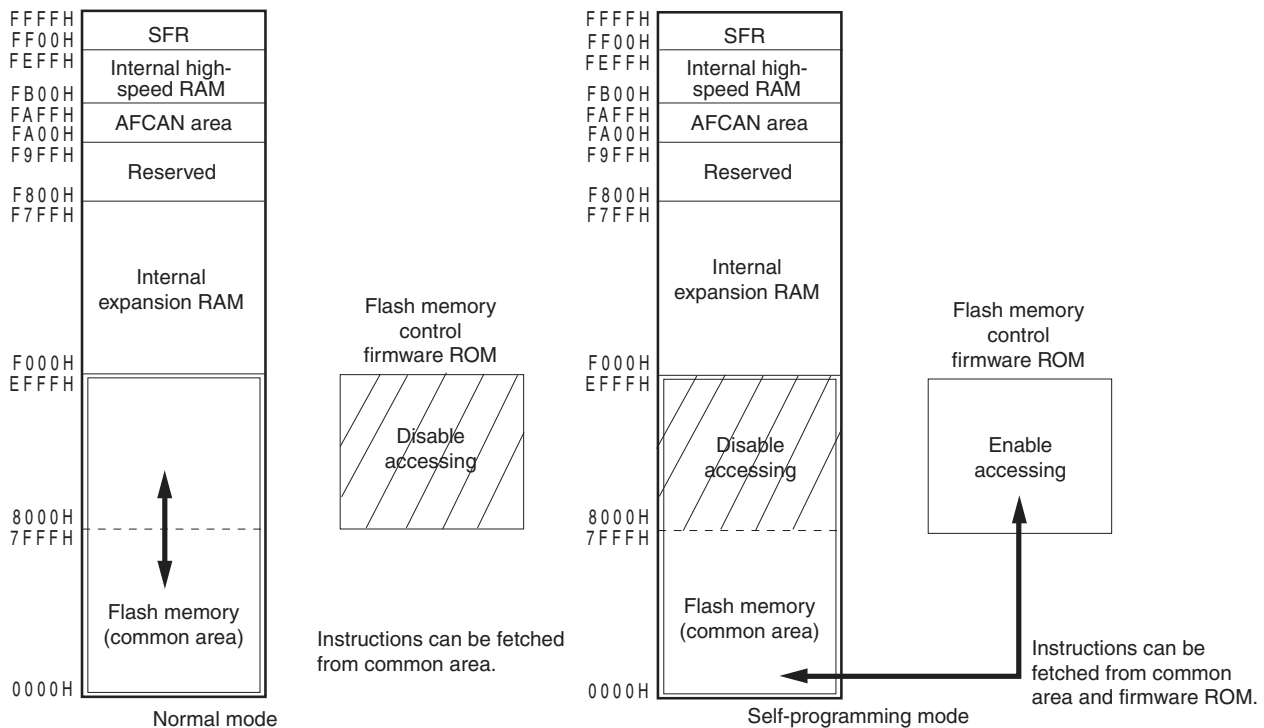 FFFFH
FF00H
FEFFH
FB00H
FAFFH
FA00H
F9FFH
F800H
F7FFH
F000H
EFFFH
8000H
7FFFH
0000H
SFR
Internal high-
speed RAM
AFCAN area
Reserved
Internal
expansion RAM
Flash memory
(common area)
Normal mode
Flash memory
control
firmware ROM
Disable
accessing
Instructions can be fetched
from common area.
FFFFH
FF00H
FEFFH
FB00H
FAFFH
FA00H
F9FFH
F800H
F7FFH
F000H
EFFFH
8000H
7FFFH
0000H
SFR
Internal high-
speed RAM
AFCAN area
Reserved
Internal
expansion RAM
Disable
accessing
Flash memory
(common area)
Self-programming mode
Flash memory
control
firmware ROM
Enable
accessing
Instructions can be
fetched from common
area and firmware ROM.